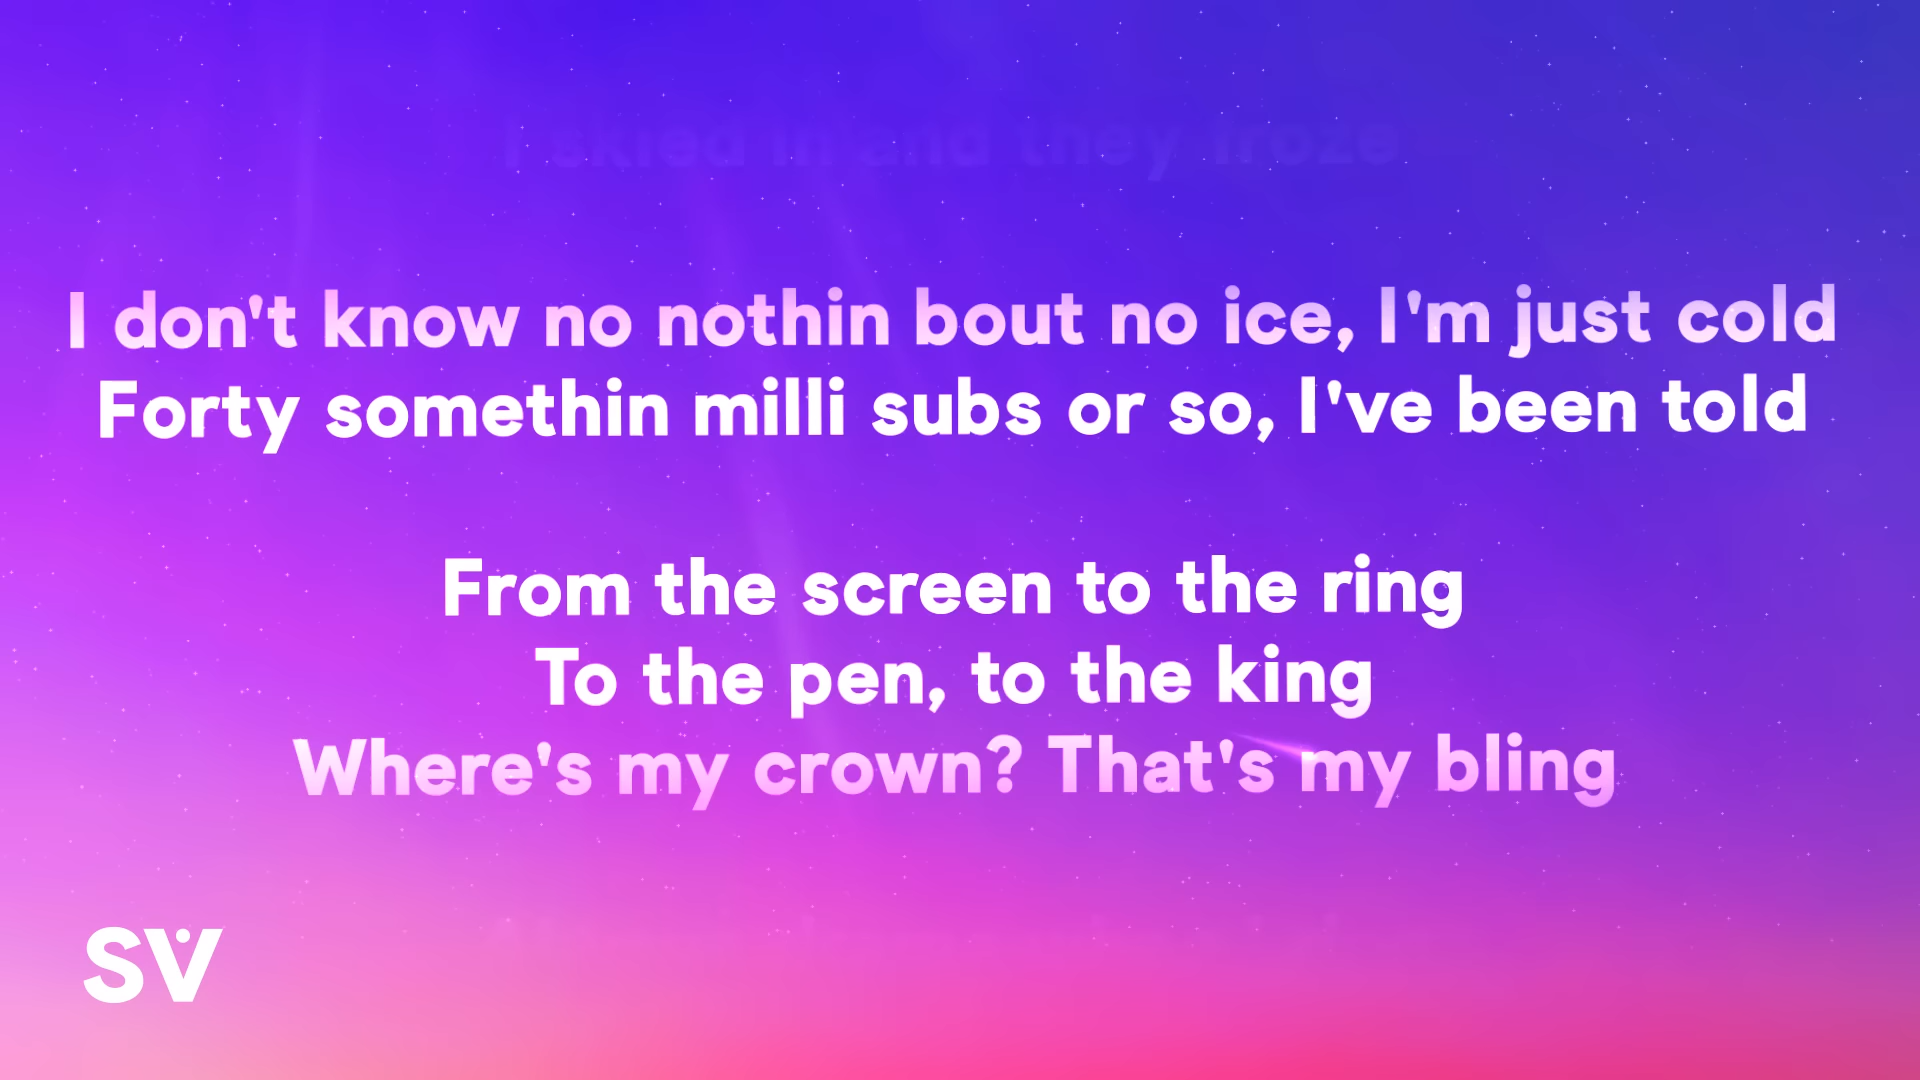 I skied in and they froze
I don't know no nothin bout no ice, I'm just cold
Forty somethin milli subs or so, I've been told
From the screen to the ring
To the pen, to the king
Where's my crown? That's my bling
SV